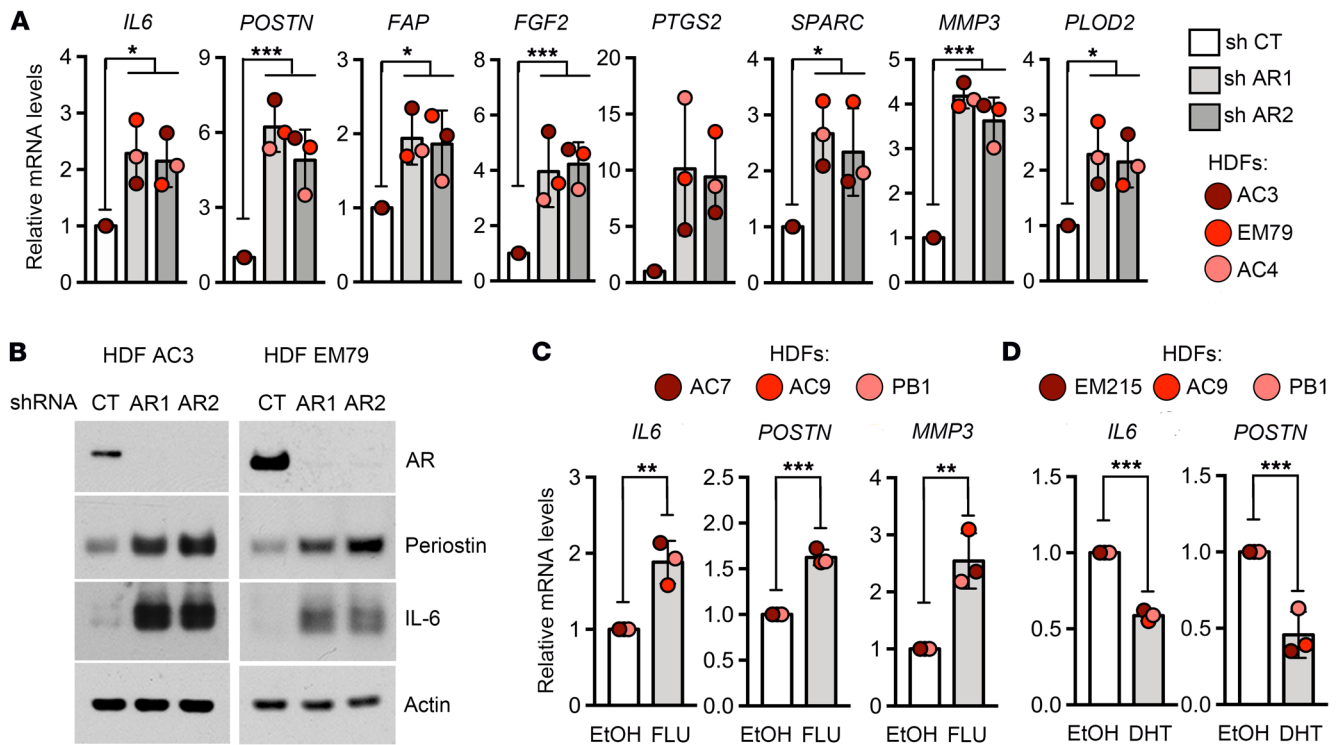 A
IL6 POSTN FAP FGF2 PTGS2 SPARC MMP3 PLOD2
* *** * *** * *** *
Relative mRNA levels
4 3 2 1 0
9 6 3 0
3 2 1 0
8 6 4 2 0
20 15 10 5 0
4 3 2 1 0
5 4 3 2 1 0
4 3 2 1 0
sh CT
sh AR1
sh AR2
HDFs:
AC3
EM79
AC4
B
HDF AC3 HDF EM79
shRNA CT AR1 AR2 CT AR1 AR2
AR
Periostin
IL-6
Actin
C
HDFs:
AC7 AC9 PB1
IL6 POSTN MMP3
** *** **
Relative mRNA levels
3 2 1 0
2.5 2.0 1.5 1.0 0.5 0.0
4 3 2 1 0
EtOH FLU EtOH FLU EtOH FLU
D
HDFs:
EM215 AC9 PB1
IL6 POSTN
*** ***
1.5 1.0 0.5 0.0
1.5 1.0 0.5 0.0
EtOH DHT EtOH DHT